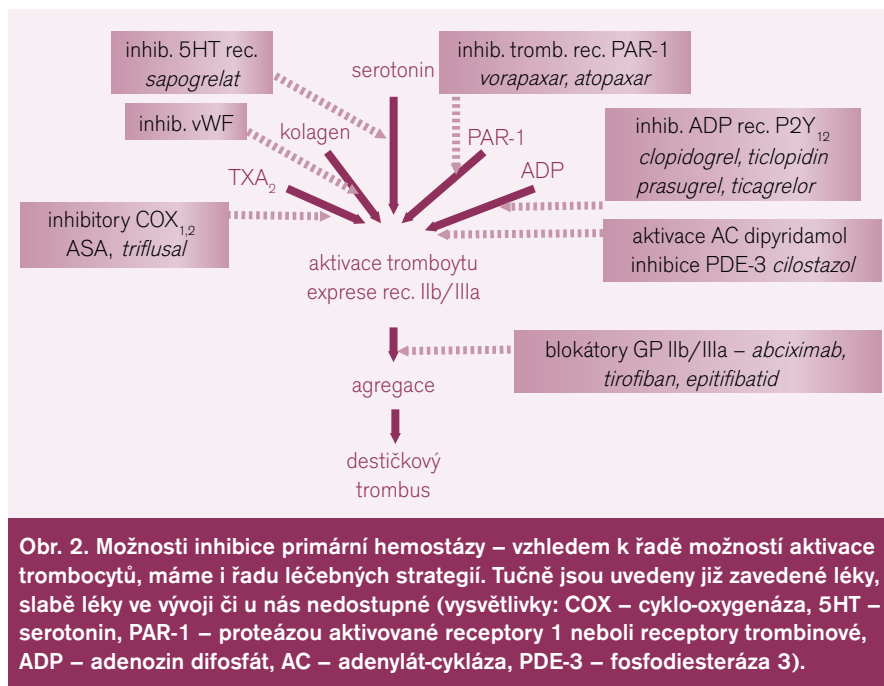 inhib. 5HT rec.
sapogrelat
serotonin
inhib. tromb. rec. PAR-1
vorapaxar, atopaxar
inhib. vWF
kolagen
PAR-1
inhib. ADP rec. P2Y12
clopidogrel, ticlopidin
prasugrel, ticagrelor
TXA2
ADP
inhibitory COX1,2
ASA, triflusal
aktivace AC dipyridamol
inhibice PDE-3 cilostazol
aktivace tromboytu
exprese rec. IIb/IIIa
blokátory GP IIb/IIIa – abciximab,
tirofiban, epitifibatid
agregace
destičkový
trombus
Obr. 2. Možnosti inhibice primární hemostázy – vzhledem k řadě možností aktivace
trombocytů, máme i řadu léčebných strategií. Tučně jsou uvedeny již zavedené léky,
slabě léky ve vývoji či u nás nedostupné (vysvětlivky: COX – cyklo-oxygenáza, 5HT –
serotonin, PAR-1 – proteázou aktivované receptory 1 neboli receptory trombinové,
ADP – adenozin difosfát, AC – adenylát-cykláza, PDE-3 – fosfodiesteráza 3).